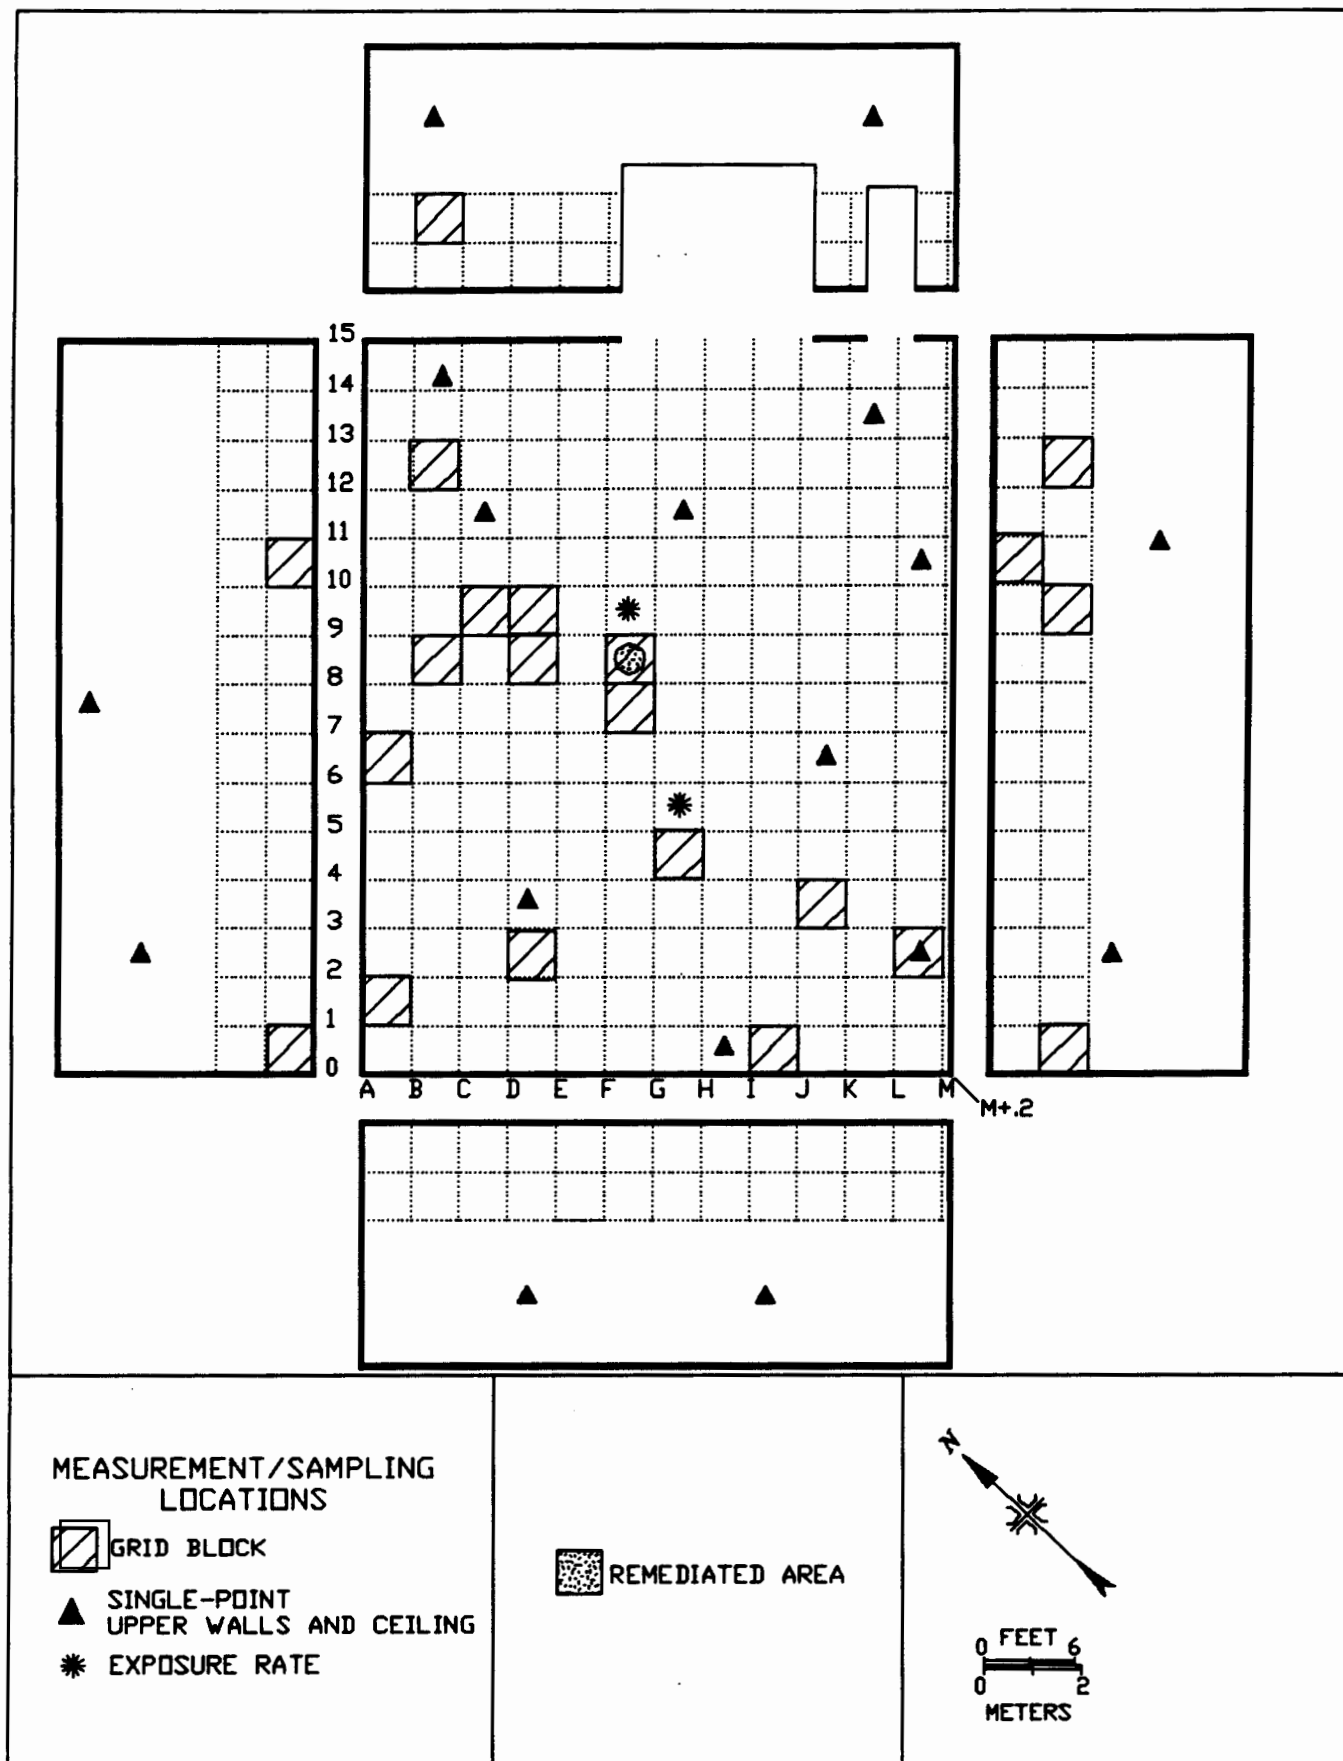 15
14
13
12
11
10
9
8
7
6
5
4
3
2
1
0
A B C D E F G H I J K L M
M+.2
MEASUREMENT/SAMPLING
LOCATIONS
GRID BLOCK
SINGLE-POINT
UPPER WALLS AND CEILING
EXPOSURE RATE
REMEDIATED AREA
N
0 FEET 6
0 2
METERS